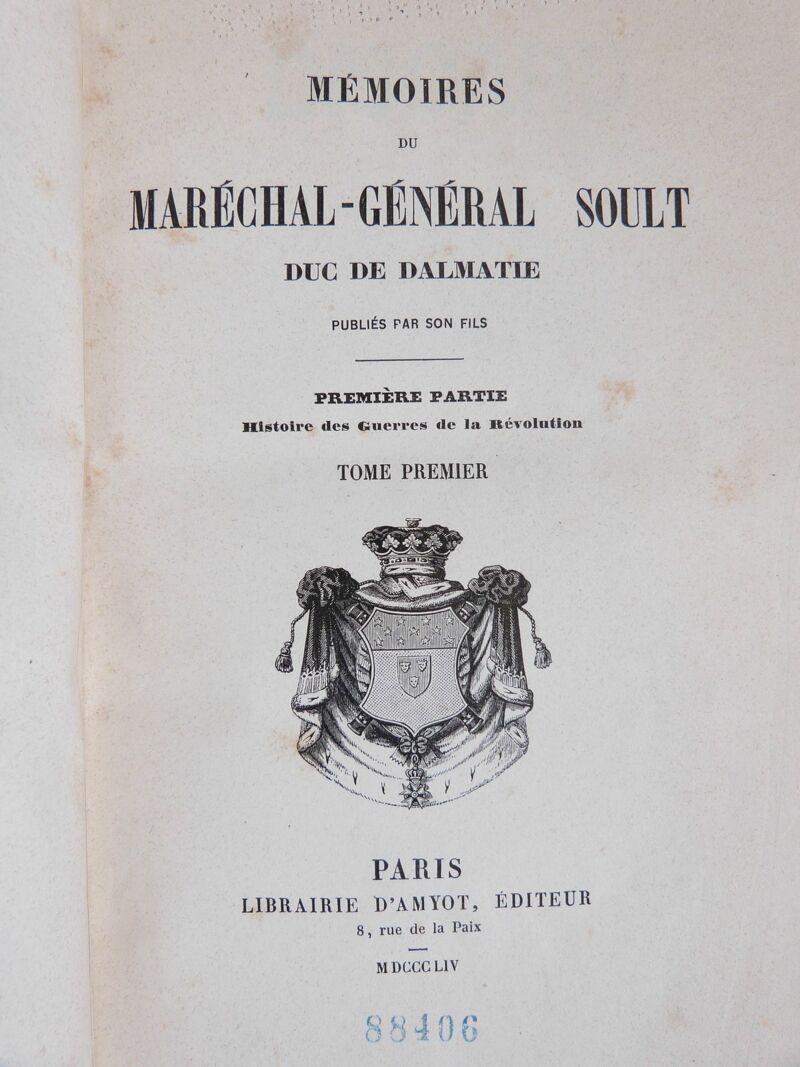 MÉMOIRES
DU
MARÉCHAL-GÉNÉRAL SOULT
DUC DE DALMATIE
PUBLIÉS PAR SON FILS
PREMIÈRE PARTIE
Histoire des Guerres de la Révolution
TOME PREMIER
PARIS
LIBRAIRIE D'AMYOT, ÉDITEUR
8, rue de la Paix
MDCCCLIV
88406